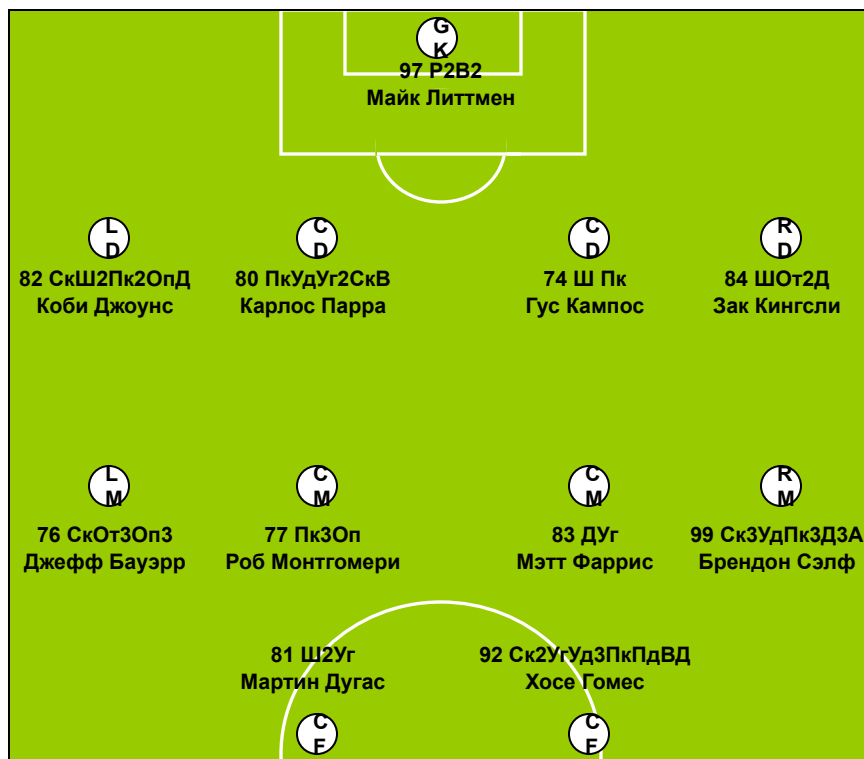 G
K
97 Р2В2
Майк Литтмен
L
D
82 СкШ2Пк2ОпД
Коби Джоунс
C
D
80 ПкУдУг2СкВ
Карлос Парра
C
D
74 Ш Пк
Гус Кампос
R
D
84 ШОт2Д
Зак Кингсли
L
M
76 СкОт3Оп3
Джефф Бауэрр
C
M
77 Пк3Оп
Роб Монтгомери
C
M
83 ДУг
Мэтт Фаррис
R
M
99 Ск3УдПк3Д3А
Брендон Сэлф
81 Ш2Уг
Мартин Дугас
C
F
92 Ск2УгУд3ПкПдВД
Хосе Гомес
C
F